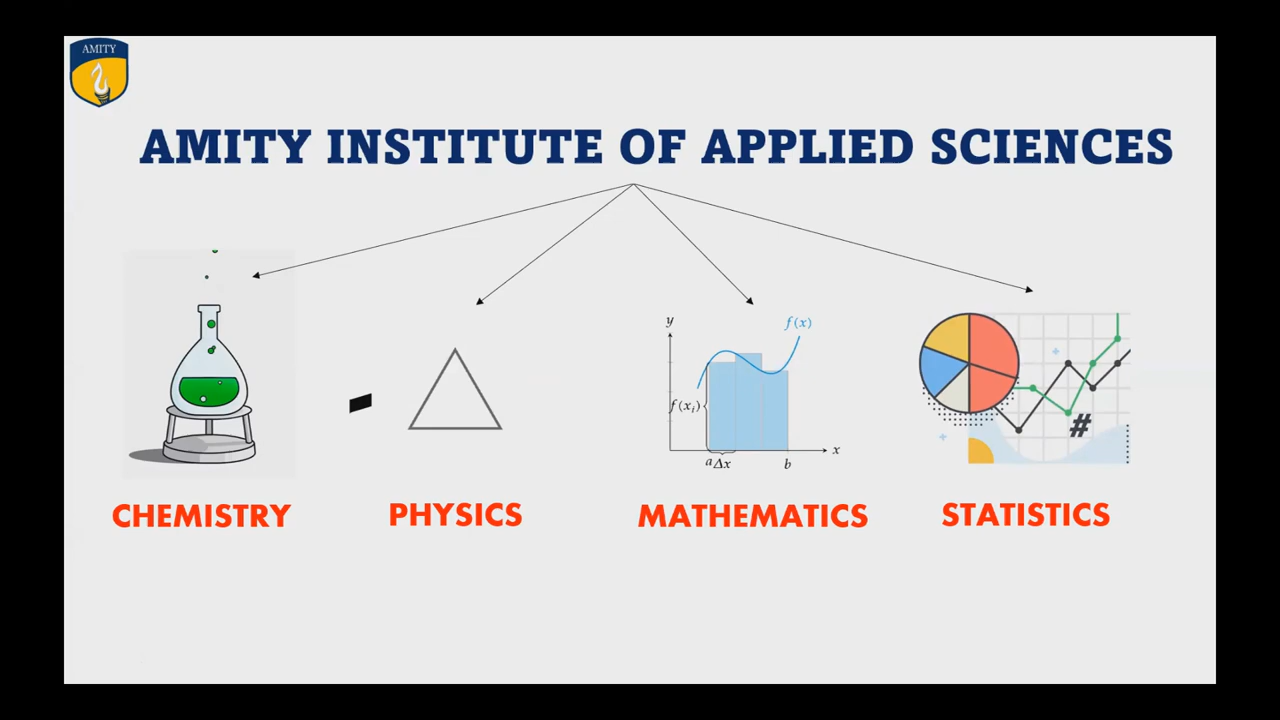 AMITY
AMITY INSTITUTE OF APPLIED SCIENCES
y
f(x)
f(xᵢ)
x
a Δx
b
#
CHEMISTRY
PHYSICS
MATHEMATICS
STATISTICS